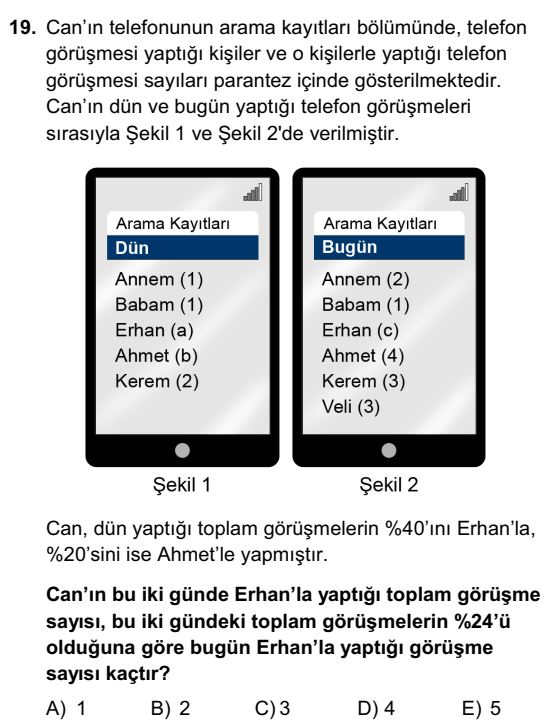 19. Can’ın telefonunun arama kayıtları bölümünde, telefon
görüşmesi yaptığı kişiler ve o kişilerle yaptığı telefon
görüşmesi sayıları parantez içinde gösterilmektedir.
Can’ın dün ve bugün yaptığı telefon görüşmeleri
sırasıyla Şekil 1 ve Şekil 2'de verilmiştir.
Arama Kayıtları
Dün
Annem (1)
Babam (1)
Erhan (a)
Ahmet (b)
Kerem (2)
Şekil 1
Arama Kayıtları
Bugün
Annem (2)
Babam (1)
Erhan (c)
Ahmet (4)
Kerem (3)
Veli (3)
Şekil 2
Can, dün yaptığı toplam görüşmelerin %40’ını Erhan’la,
%20’sini ise Ahmet’le yapmıştır.
Can’ın bu iki günde Erhan’la yaptığı toplam görüşme
sayısı, bu iki gündeki toplam görüşmelerin %24’ü
olduğuna göre bugün Erhan’la yaptığı görüşme
sayısı kaçtır?
A) 1 B) 2 C) 3 D) 4 E) 5